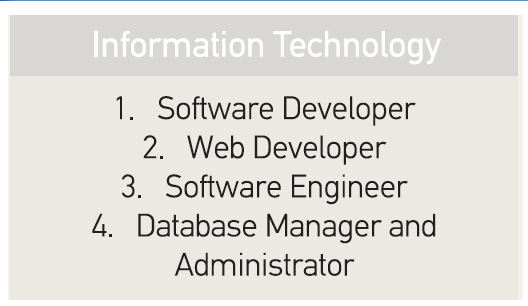 Information Technology
1. Software Developer
2. Web Developer
3. Software Engineer
4. Database Manager and
Administrator